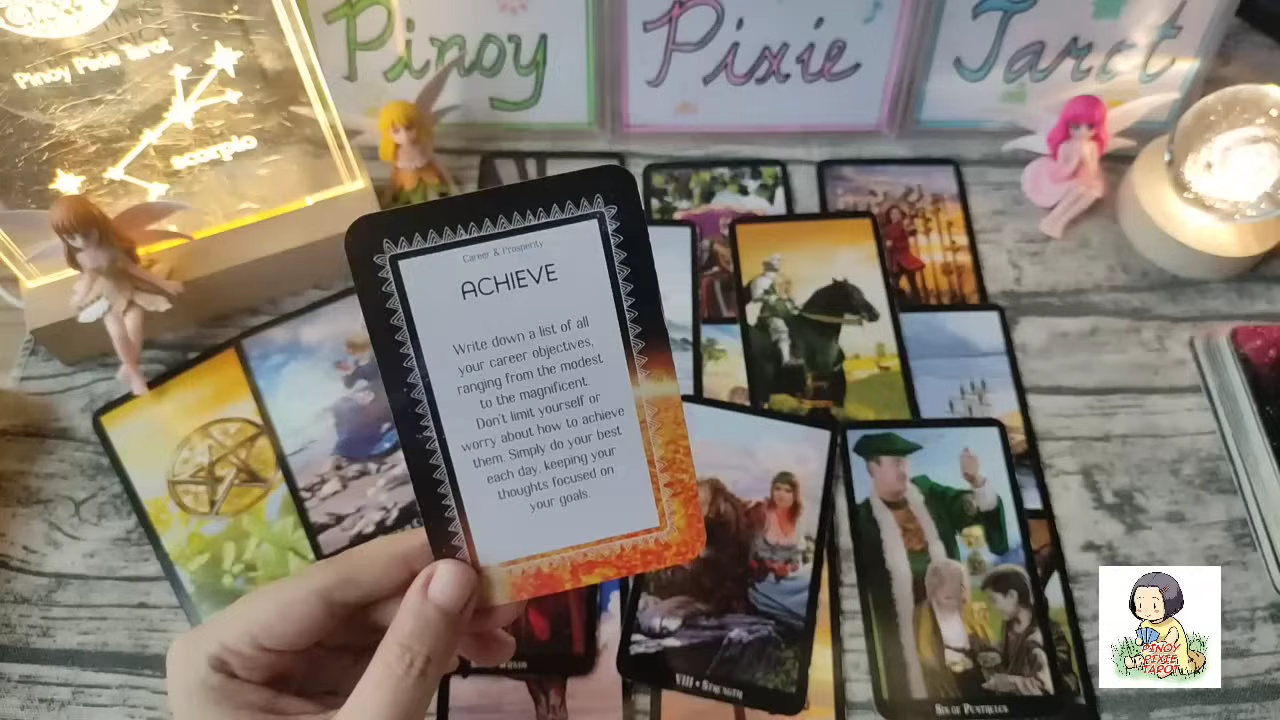 Pinoy Pixie Tarot
scorpio
Pinoy
Pixie
Tarot
Career & Prosperity
ACHIEVE
Write down a list of all
your career objectives,
ranging from the modest
to the magnificent.
Don't limit yourself or
worry about how to achieve
them. Simply do your best
each day, keeping your
thoughts focused on
your goals.
VIII • STRENGTH
SIX OF PENTACLES
PINOY
PIXIE
TAROT